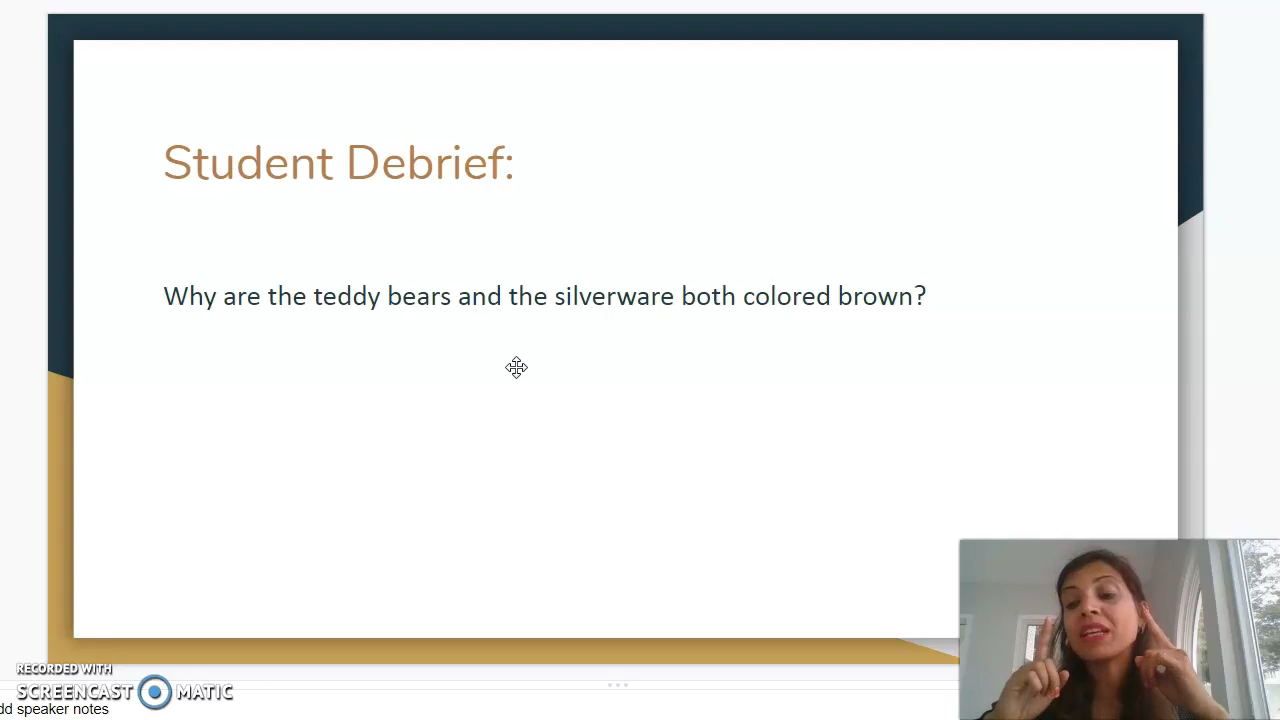 Student Debrief:
Why are the teddy bears and the silverware both colored brown?
RECORDED WITH
SCREENCAST MATIC
dd speaker notes